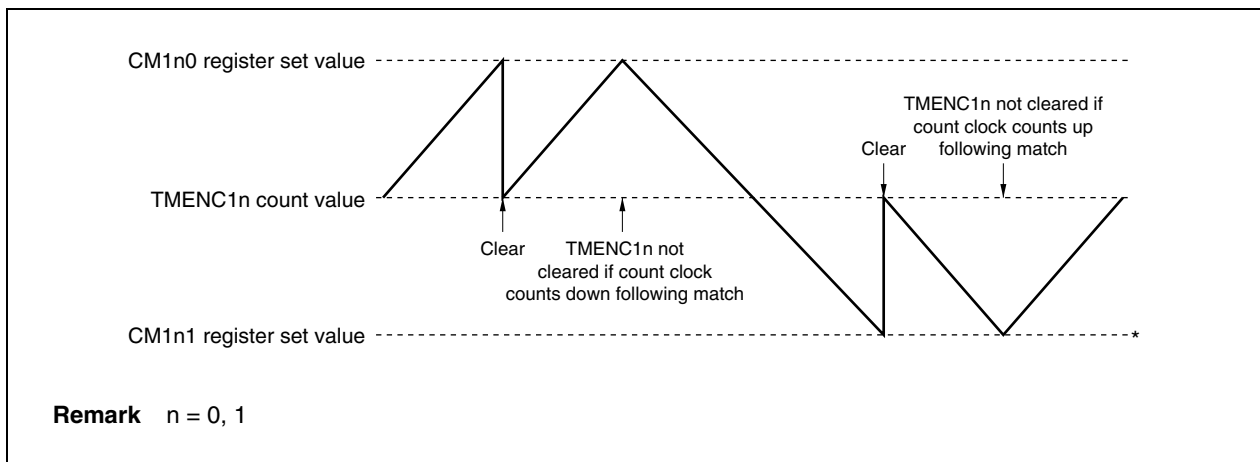 CM1n0 register set value
TMENC1n not cleared if
count clock counts up
following match
Clear
TMENC1n count value
Clear
TMENC1n not
cleared if count clock
counts down following match
CM1n1 register set value
*
Remark n = 0, 1